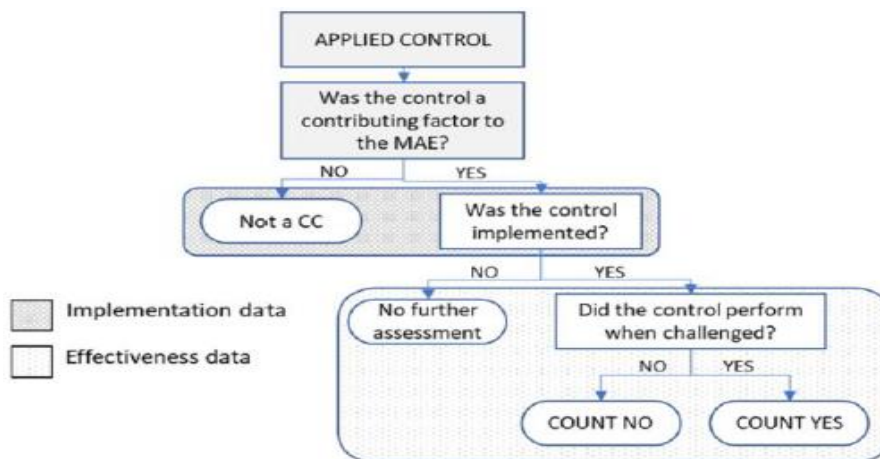 APPLIED CONTROL
Was the control a
contributing factor to
the MAE?
NO
YES
Not a CC
Was the control
implemented?
NO
YES
Implementation data
No further
assessment
Did the control perform
when challenged?
Effectiveness data
NO
YES
COUNT NO
COUNT YES